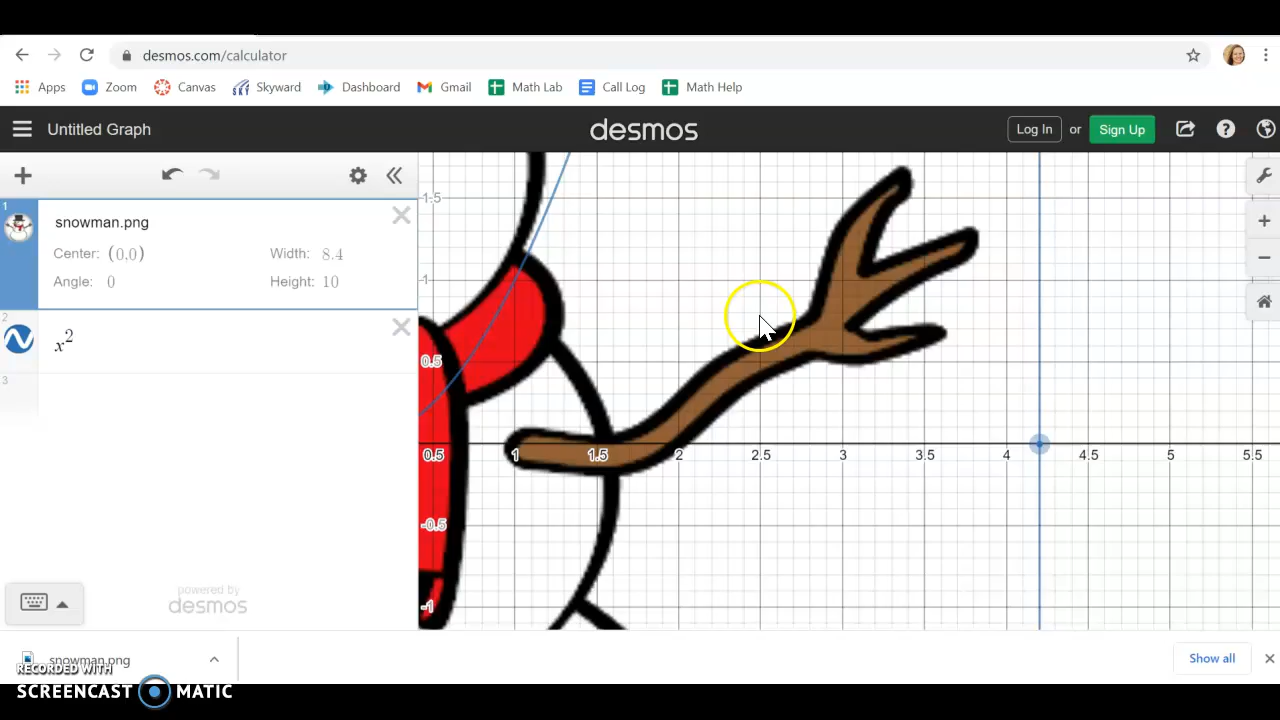 desmos.com/calculator
Apps Zoom Canvas Skyward Dashboard Gmail Math Lab Call Log Math Help
Untitled Graph desmos Log In or Sign Up
1
snowman.png
Center: (0,0) Width: 8.4
Angle: 0 Height: 10
2
x²
3
1.5
1
0.5
0.5 1 1.5 2 2.5 3 3.5 4 4.5 5 5.5
-0.5
-1
powered by
desmos
snowman.png Show all
RECORDED WITH
SCREENCAST MATIC